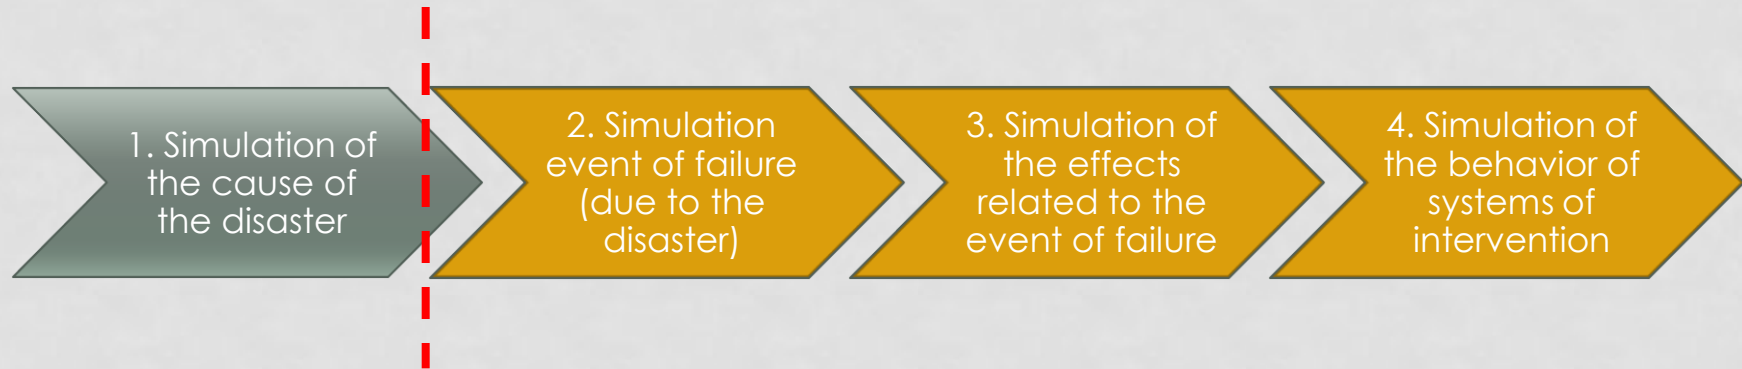 1. Simulation of
the cause of
the disaster
2. Simulation
event of failure
(due to the
disaster)
3. Simulation of
the effects
related to the
event of failure
4. Simulation of
the behavior of
systems of
intervention